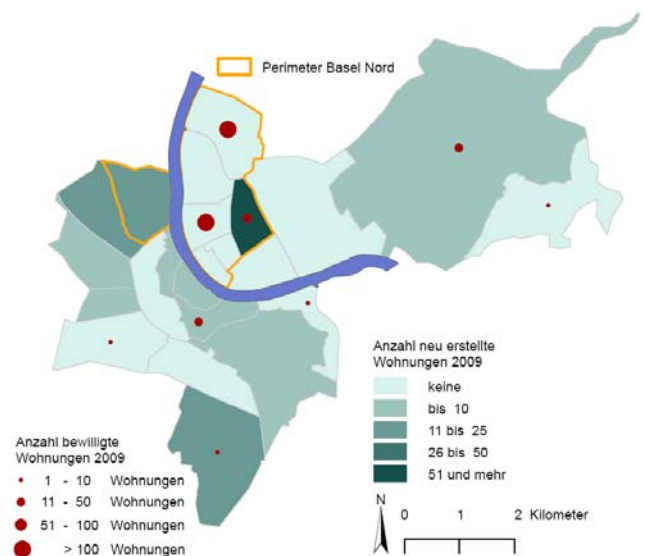 Perimeter Basel Nord
Anzahl neu erstellte
Wohnungen 2009
keine
bis 10
11 bis 25
26 bis 50
51 und mehr
Anzahl bewilligte
Wohnungen 2009
1 - 10 Wohnungen
11 - 50 Wohnungen
51 - 100 Wohnungen
> 100 Wohnungen
N
0 1 2 Kilometer